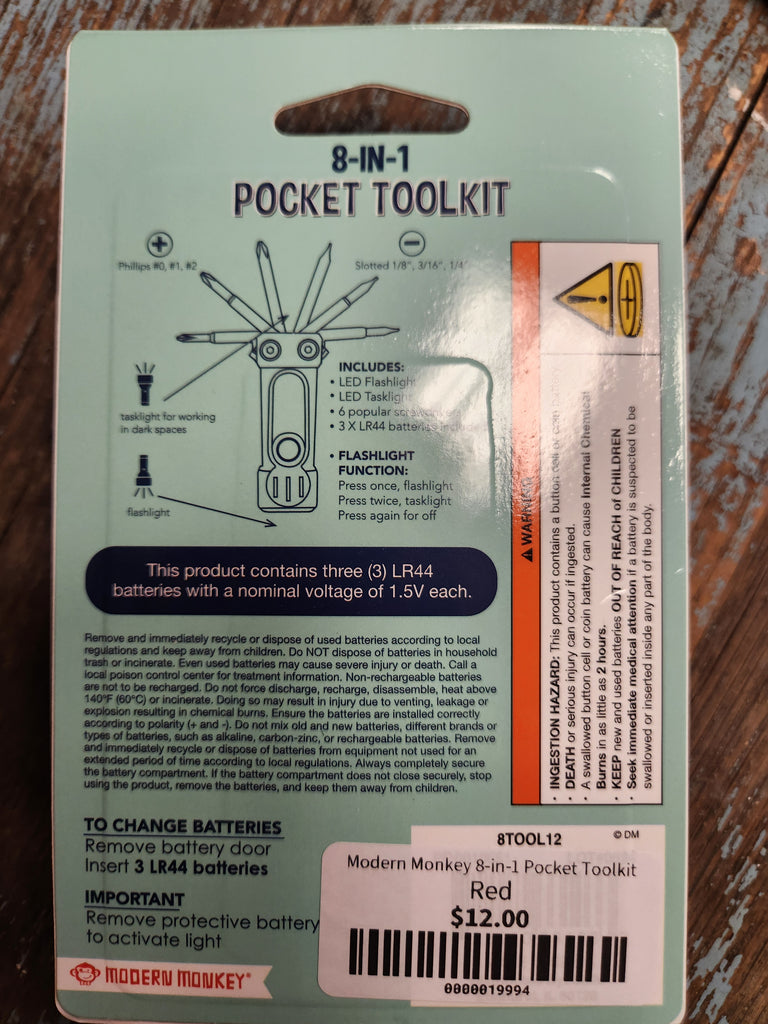 8-IN-1
POCKET TOOLKIT
Phillips #0, #1, #2
Slotted 1/8", 3/16", 1/4"
INCLUDES:
• LED Flashlight
• LED Tasklight
• 6 popular screwdrivers
• 3 X LR44 batteries included
tasklight for working
in dark spaces
• FLASHLIGHT
FUNCTION:
Press once, flashlight
Press twice, tasklight
Press again for off
flashlight
This product contains three (3) LR44
batteries with a nominal voltage of 1.5V each.
Remove and immediately recycle or dispose of used batteries according to local
regulations and keep away from children. Do NOT dispose of batteries in household
trash or incinerate. Even used batteries may cause severe injury or death. Call a
local poison control center for treatment information. Non-rechargeable batteries
are not to be recharged. Do not force discharge, recharge, disassemble, heat above
140°F (60°C) or incinerate. Doing so may result in injury due to venting, leakage or
explosion resulting in chemical burns. Ensure the batteries are installed correctly
according to polarity (+ and -). Do not mix old and new batteries, different brands or
types of batteries, such as alkaline, carbon-zinc, or rechargeable batteries. Remove
and immediately recycle or dispose of batteries from equipment not used for an
extended period of time according to local regulations. Always completely secure
the battery compartment. If the battery compartment does not close securely, stop
using the product, remove the batteries, and keep them away from children.
WARNING
• INGESTION HAZARD: This product contains a button cell or coin battery.
• DEATH or serious injury can occur if ingested.
• A swallowed button cell or coin battery can cause Internal Chemical
Burns in as little as 2 hours.
• KEEP new and used batteries OUT OF REACH of CHILDREN
• Seek immediate medical attention if a battery is suspected to be
swallowed or inserted inside any part of the body.
TO CHANGE BATTERIES
Remove battery door
Insert 3 LR44 batteries
IMPORTANT
Remove protective battery
to activate light
MODERN MONKEY®
8TOOL12
© DM
Modern Monkey 8-in-1 Pocket Toolkit
Red
$12.00
0000019994